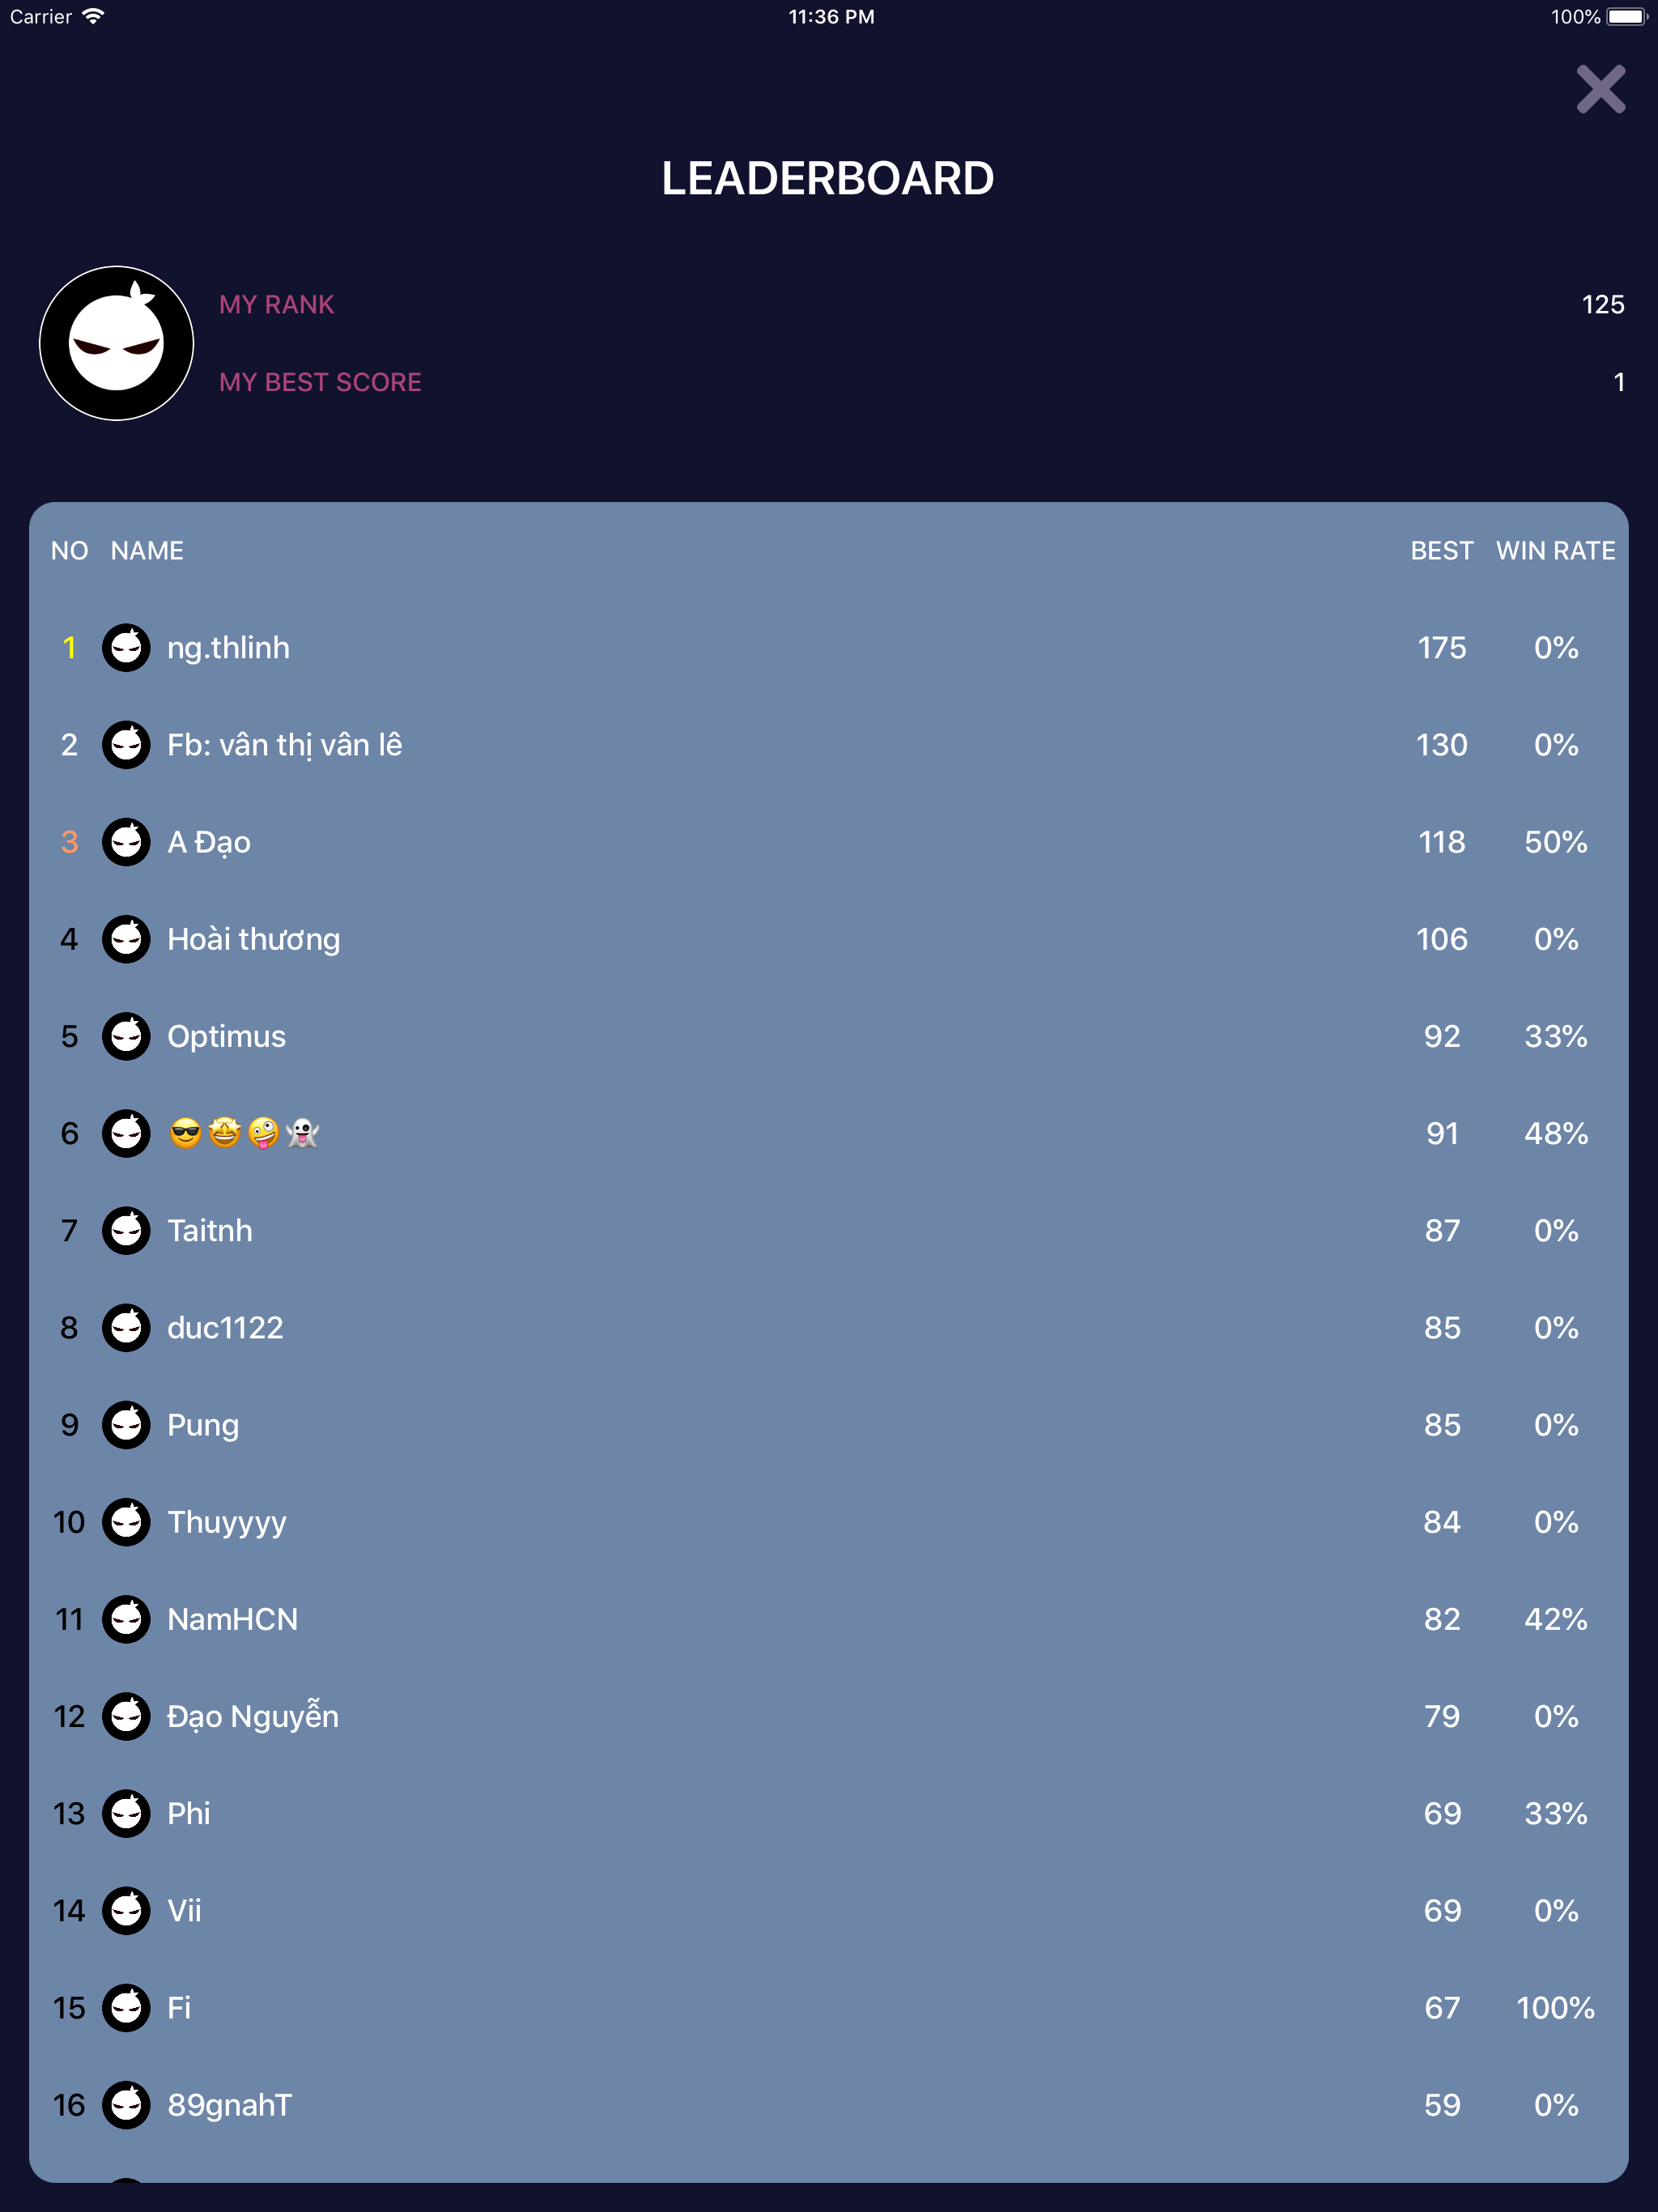 Carrier 11:36 PM 100%
LEADERBOARD
MY RANK 125
MY BEST SCORE 1
NO NAME BEST WIN RATE
1 ng.thlinh 175 0%
2 Fb: vân thị vân lê 130 0%
3 A Đạo 118 50%
4 Hoài thương 106 0%
5 Optimus 92 33%
6 😎🤩🤪👻 91 48%
7 Taitnh 87 0%
8 duc1122 85 0%
9 Pung 85 0%
10 Thuyyyy 84 0%
11 NamHCN 82 42%
12 Đạo Nguyễn 79 0%
13 Phi 69 33%
14 Vii 69 0%
15 Fi 67 100%
16 89gnahT 59 0%